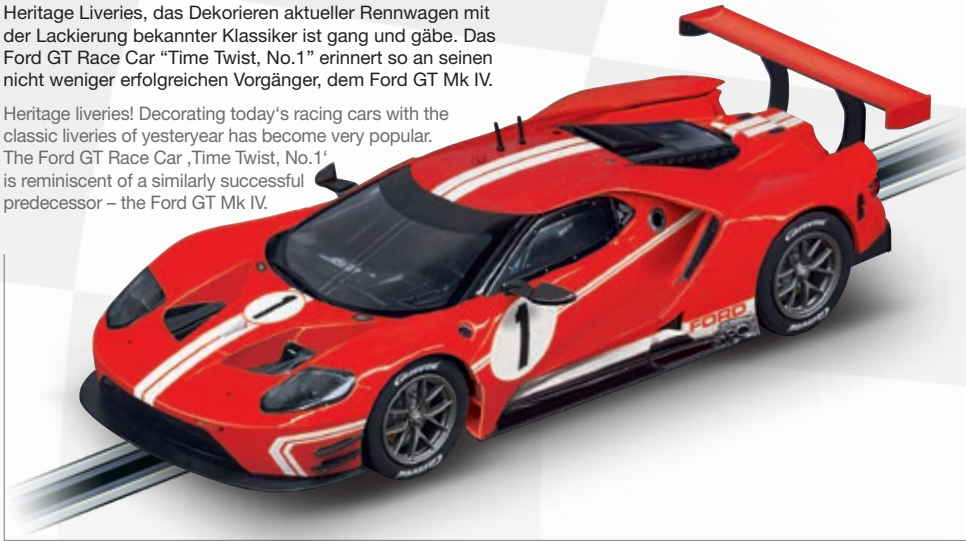 Heritage Liveries, das Dekorieren aktueller Rennwagen mit
der Lackierung bekannter Klassiker ist gang und gäbe. Das
Ford GT Race Car “Time Twist, No.1” erinnert so an seinen
nicht weniger erfolgreichen Vorgänger, dem Ford GT Mk IV.
Heritage liveries! Decorating today‘s racing cars with the
classic liveries of yesteryear has become very popular.
The Ford GT Race Car ‚Time Twist, No.1‘
is reminiscent of a similarly successful
predecessor – the Ford GT Mk IV.
1
1
FORD
Carrera
Carrera
Carrera
Carrera